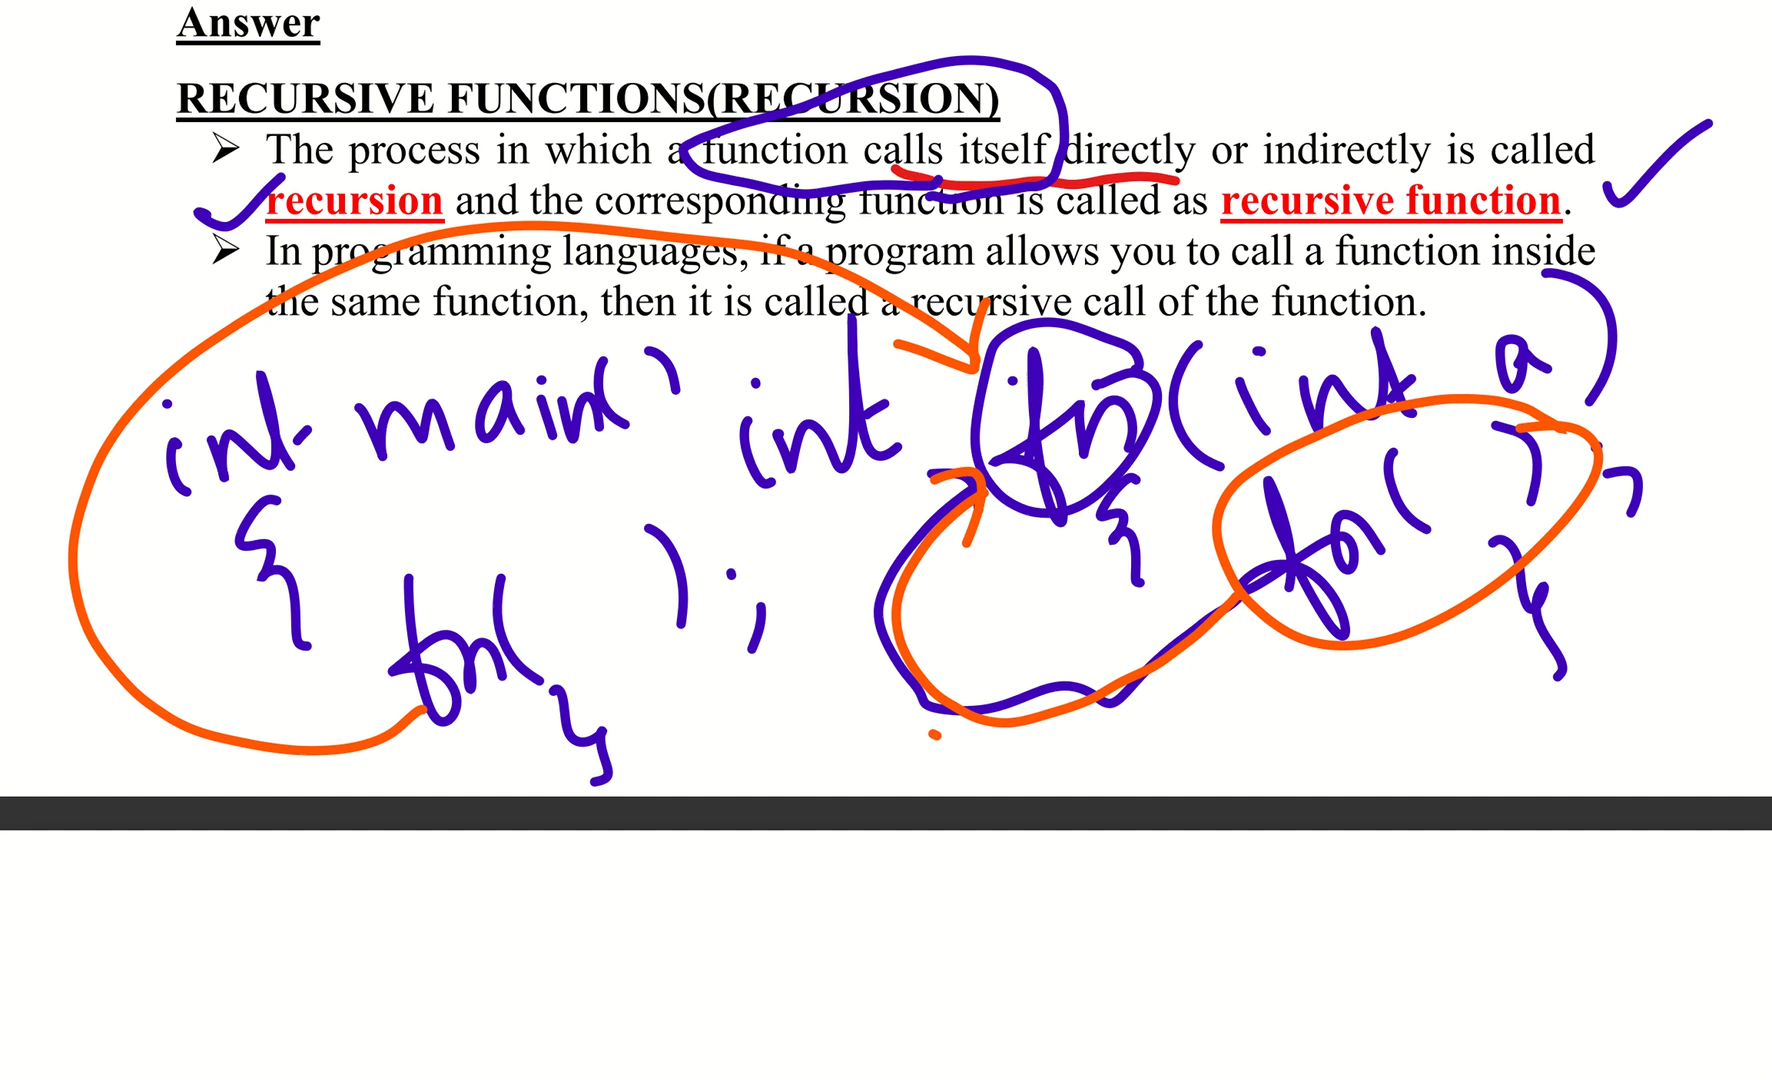 Answer
RECURSIVE FUNCTIONS(RECURSION)
➢ The process in which a function calls itself directly or indirectly is called
recursion and the corresponding function is called as recursive function.
➢ In programming languages, if a program allows you to call a function inside
the same function, then it is called a recursive call of the function.
int main() int fn(int a)
{ { fn( );
fn( ); }
}